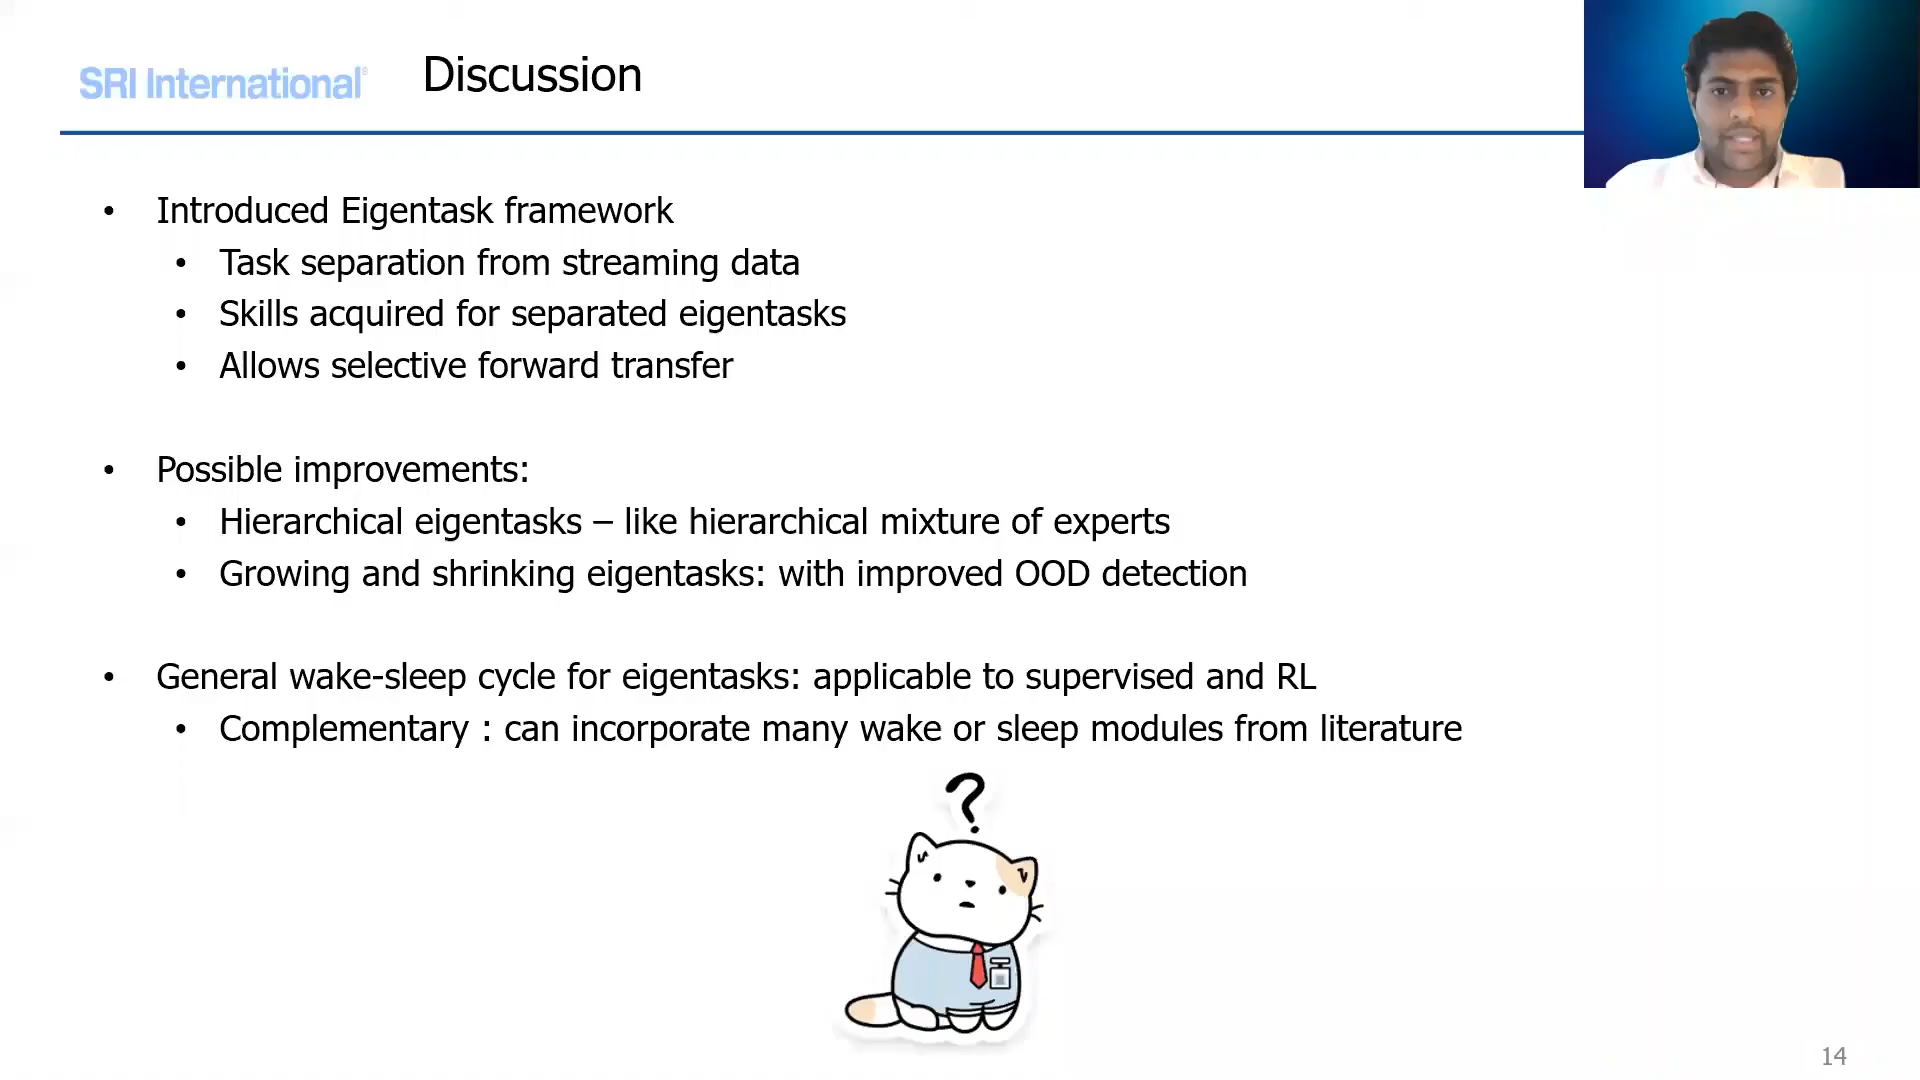 SRI International®
Discussion
• Introduced Eigentask framework
• Task separation from streaming data
• Skills acquired for separated eigentasks
• Allows selective forward transfer
• Possible improvements:
• Hierarchical eigentasks – like hierarchical mixture of experts
• Growing and shrinking eigentasks: with improved OOD detection
• General wake-sleep cycle for eigentasks: applicable to supervised and RL
• Complementary : can incorporate many wake or sleep modules from literature
?
14